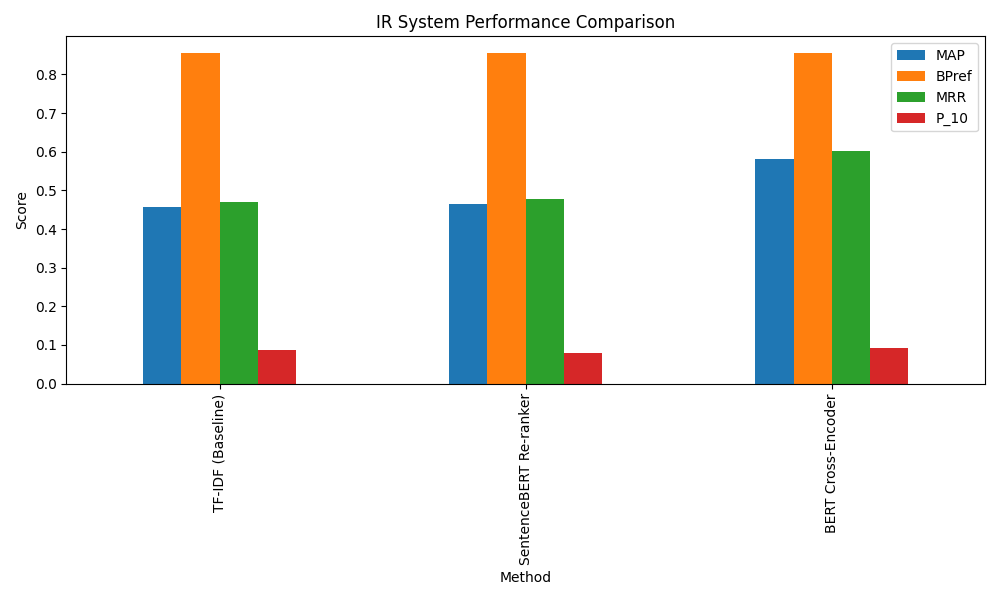 IR System Performance Comparison
MAP
BPref
MRR
P_10
Score
0.8
0.7
0.6
0.5
0.4
0.3
0.2
0.1
0.0
TF-IDF (Baseline)
SentenceBERT Re-ranker
BERT Cross-Encoder
Method